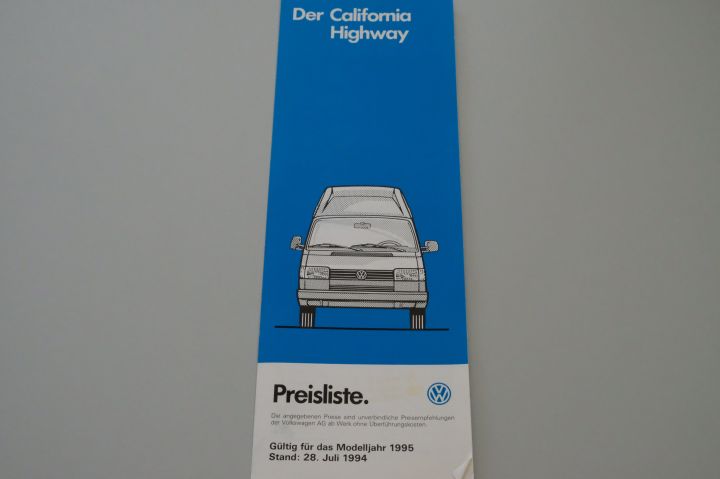 Der California
Highway
Preisliste.
Die angegebenen Preise sind unverbindliche Preisempfehlungen
der Volkswagen AG ab Werk ohne Überführungskosten.
Gültig für das Modelljahr 1995
Stand: 28. Juli 1994